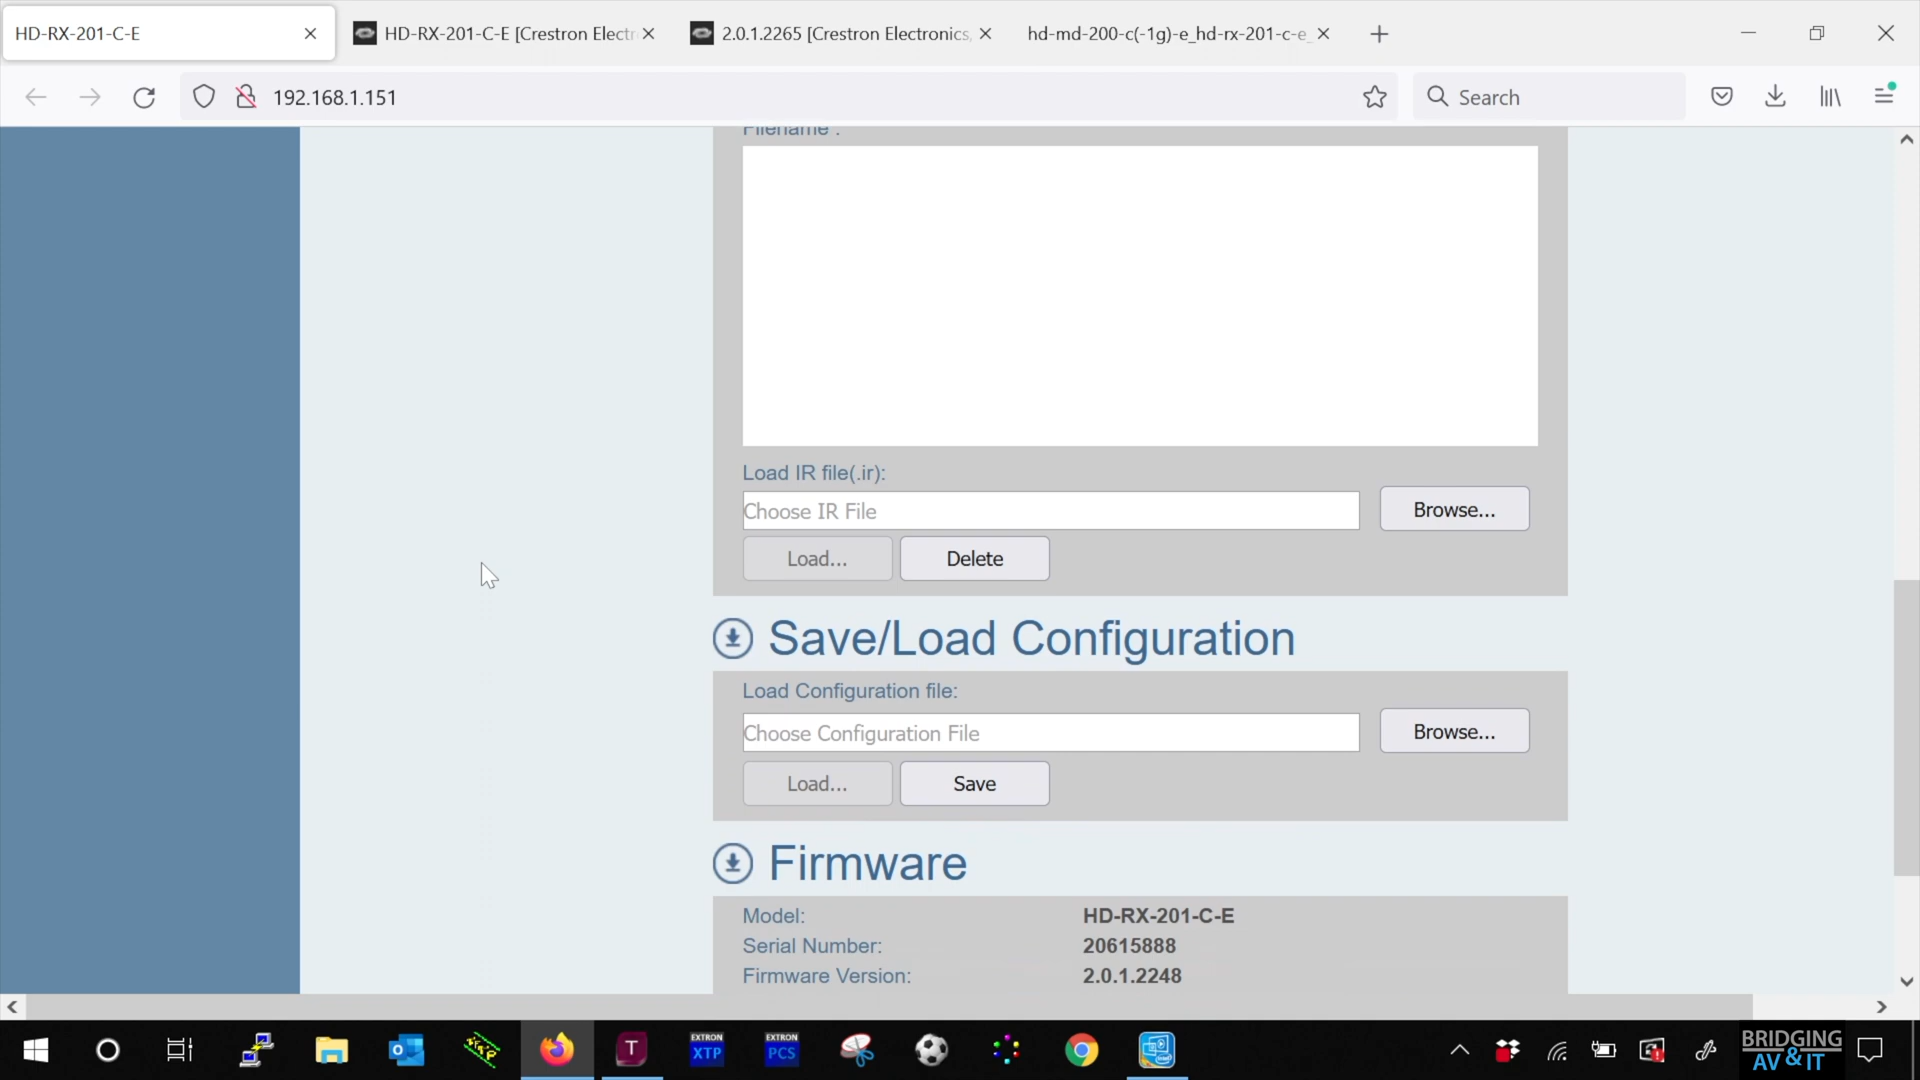 HD-RX-201-C-E
HD-RX-201-C-E [Crestron Electr
2.0.1.2265 [Crestron Electronics,
hd-md-200-c(-1g)-e_hd-rx-201-c-e_
192.168.1.151
Search
Filename :
Load IR file(.ir):
Choose IR File
Browse...
Load...
Delete
Save/Load Configuration
Load Configuration file:
Choose Configuration File
Browse...
Load...
Save
Firmware
Model: HD-RX-201-C-E
Serial Number: 20615888
Firmware Version: 2.0.1.2248
T
EXTRON
XTP
EXTRON
PCS
BRIDGING
AV&IT